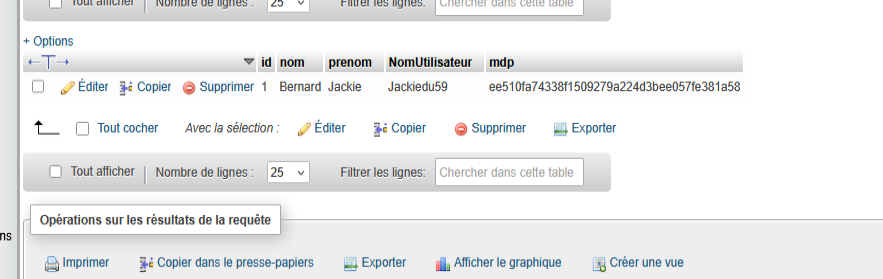 Tout afficher Nombre de lignes : 25 Filtrer les lignes: Chercher dans cette table
+ Options
←T→ id nom prenom NomUtilisateur mdp
Éditer Copier Supprimer 1 Bernard Jackie Jackiedu59 ee510fa74338f1509279a224d3bee057fe381a58
Tout cocher Avec la sélection : Éditer Copier Supprimer Exporter
Tout afficher Nombre de lignes : 25 Filtrer les lignes: Chercher dans cette table
Opérations sur les résultats de la requête
ns
Imprimer Copier dans le presse-papiers Exporter Afficher le graphique Créer une vue